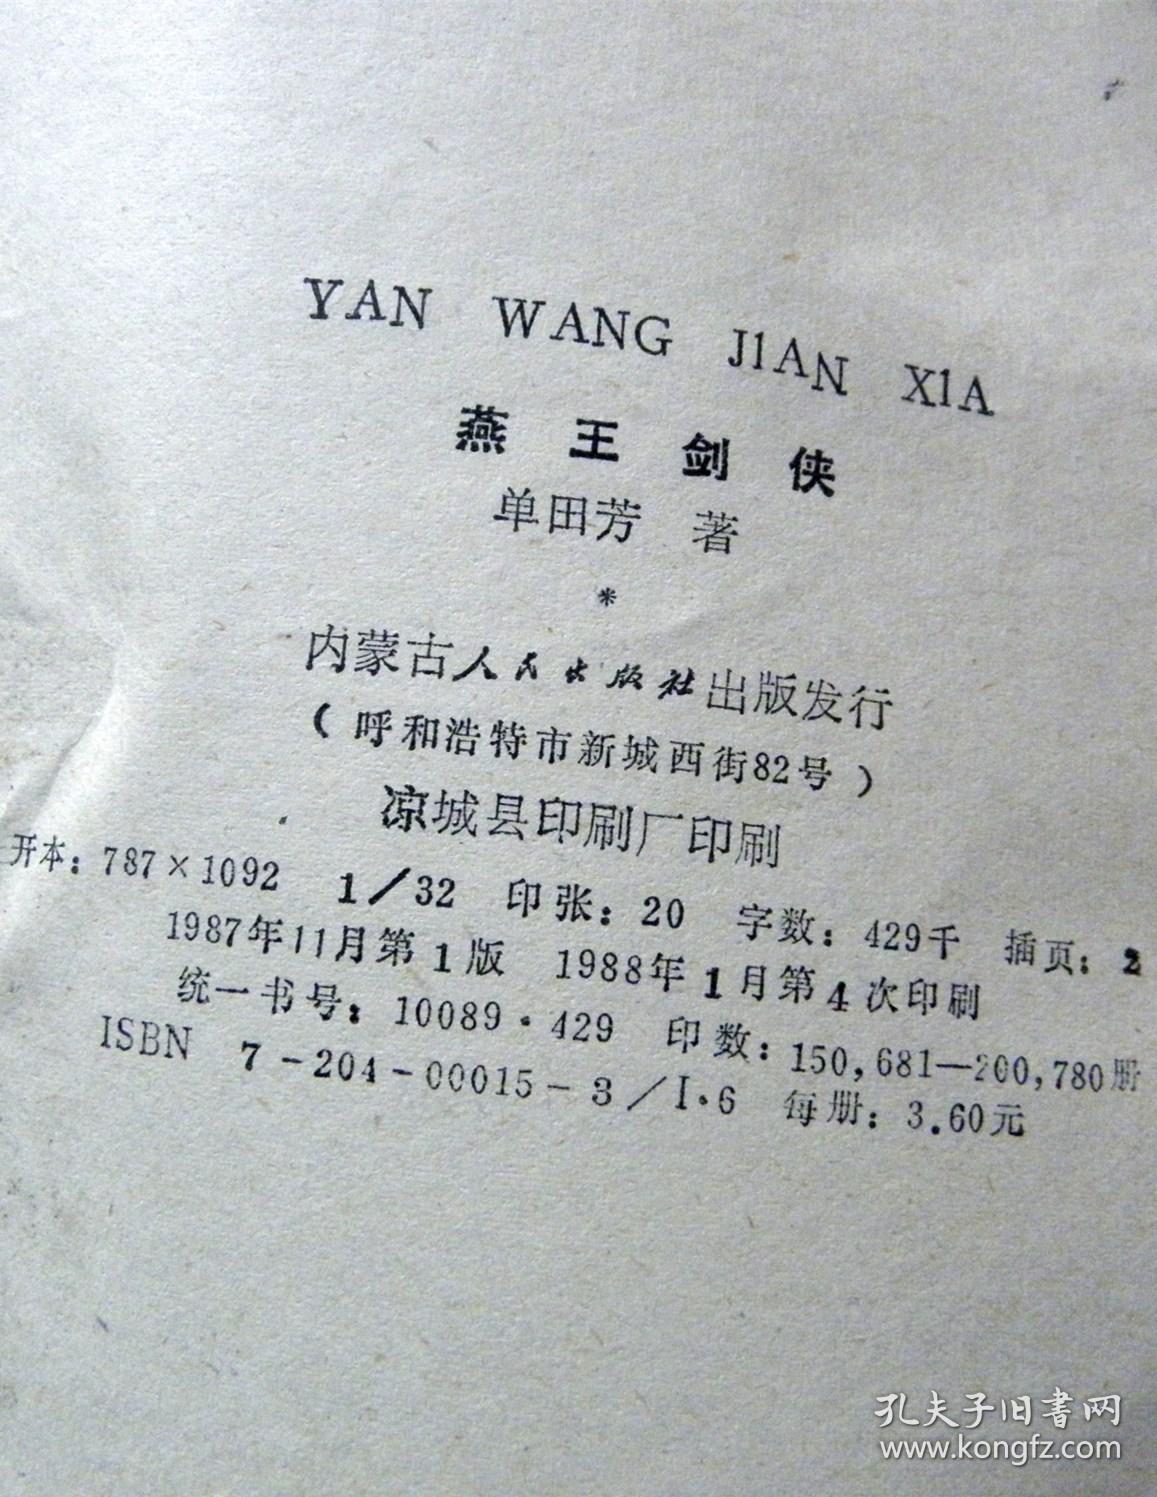 YAN WANG JIAN XIA
燕王剑侠
单田芳 著
*
内蒙古人民出版社出版发行
（呼和浩特市新城西街82号）
凉城县印刷厂印刷
开本：787×1092 1/32 印张：20 字数：429千 插页：2
1987年11月第1版 1988年1月第4次印刷
统一书号：10089·429 印数：150,681—200,780册
ISBN 7-204-00015-3/I·6 每册：3.60元
孔夫子旧书网
www.kongfz.com